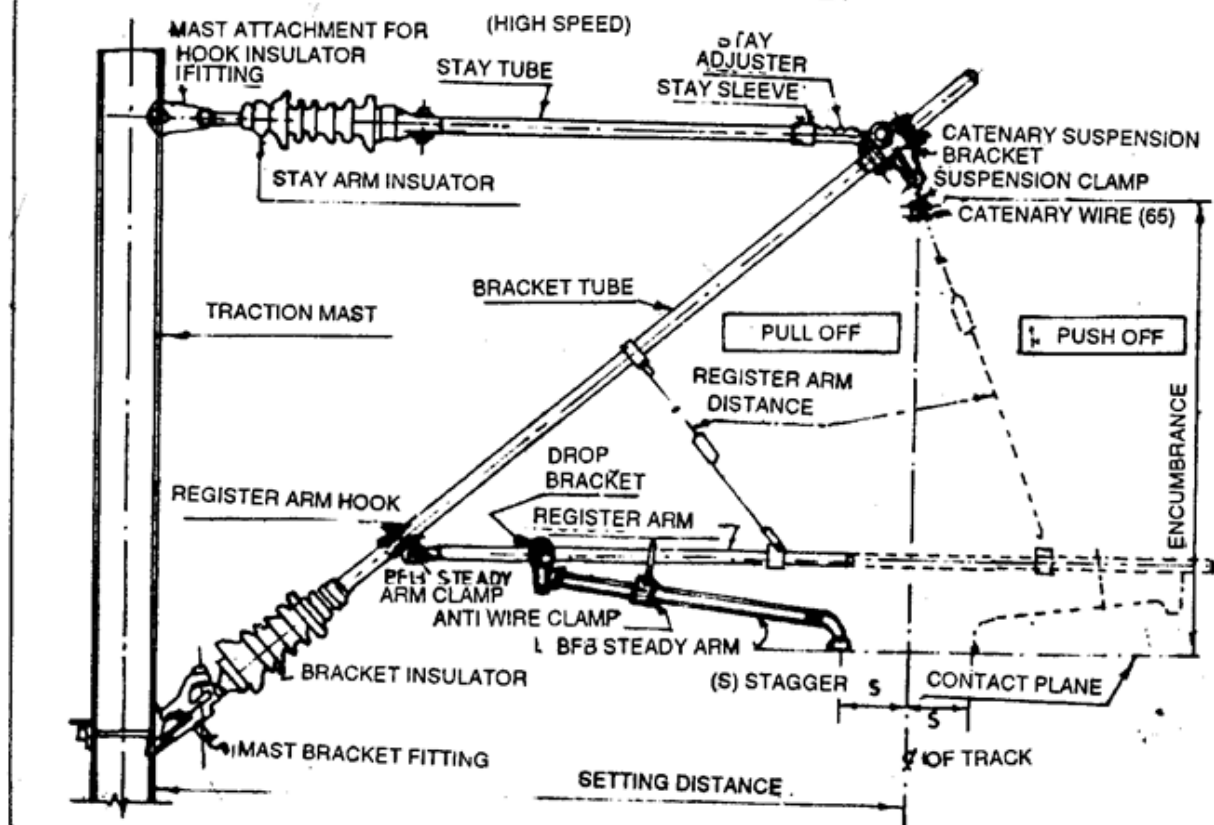 MAST ATTACHMENT FOR
HOOK INSULATOR
FITTING
(HIGH SPEED)
STAY TUBE
STAY
ADJUSTER
STAY SLEEVE
CATENARY SUSPENSION
BRACKET
SUSPENSION CLAMP
CATENARY WIRE (65)
STAY ARM INSUATOR
BRACKET TUBE
TRACTION MAST
PULL OFF
PUSH OFF
REGISTER ARM
DISTANCE
ENCUMBRANCE
DROP
BRACKET
REGISTER ARM HOOK
REGISTER ARM
BFB STEADY
ARM CLAMP
ANTI WIRE CLAMP
BFB STEADY ARM
BRACKET INSULATOR
(S) STAGGER
S
S
CONTACT PLANE
MAST BRACKET FITTING
OF TRACK
SETTING DISTANCE